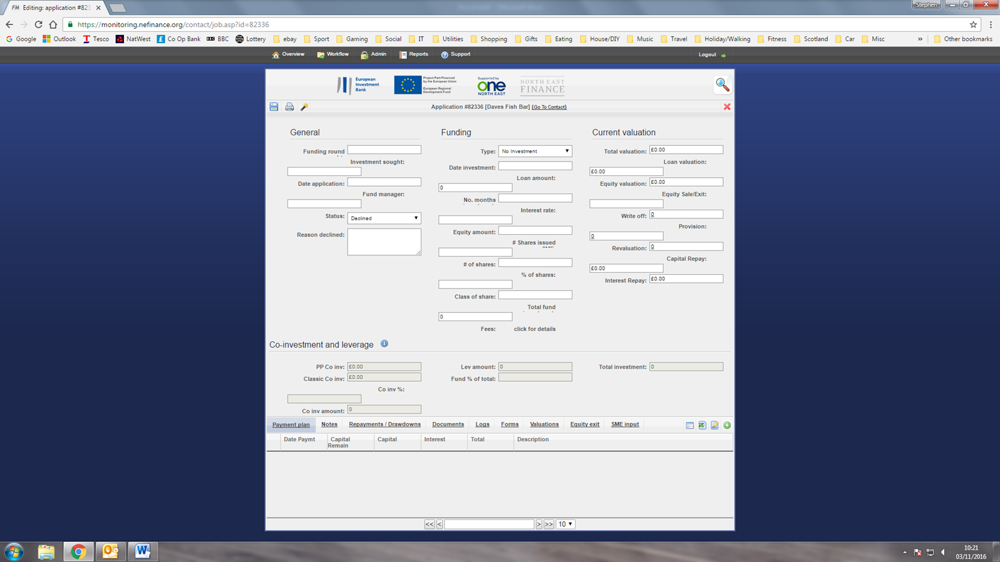 FM Editing: application #823
Stephen
https://monitoring.nefinance.org/contact/job.asp?id=82336
Google Outlook Tesco NatWest Co Op Bank BBC Lottery ebay Sport Gaming Social IT Utilities Shopping Gifts Eating House/DIY Music Travel Holiday/Walking Fitness Scotland Car Misc » Other bookmarks
Overview Workflow Admin Reports Support Logout
European Investment Bank
Project Part-Financed by the European Union
European Regional Development Fund
Supported by
one
NORTH EAST
NORTH EAST
FINANCE
Application #82336 [Daves Fish Bar] (Go To Contact)
General
Funding round
Investment sought:
Date application:
Fund manager:
Status: Declined
Reason declined:
Funding
Type: No Investment
Date investment:
Loan amount:
0
No. months
Interest rate:
Equity amount:
# Shares issued
# of shares:
% of shares:
Class of share:
Total fund
0
Fees: click for details
Current valuation
Total valuation: £0.00
Loan valuation:
£0.00
Equity valuation: £0.00
Equity Sale/Exit:
Write off: 0
Provision:
0
Revaluation: 0
Capital Repay:
£0.00
Interest Repay: £0.00
Co-investment and leverage
PP Co inv: £0.00
Classic Co inv: £0.00
Co inv %:
Co inv amount: 0
Lev amount: 0
Fund % of total:
Total investment: 0
Payment plan Notes Repayments / Drawdowns Documents Logs Forms Valuations Equity exit SME input
Date Paymt Capital Remain Capital Interest Total Description
<< < > >> 10
10:21
03/11/2016